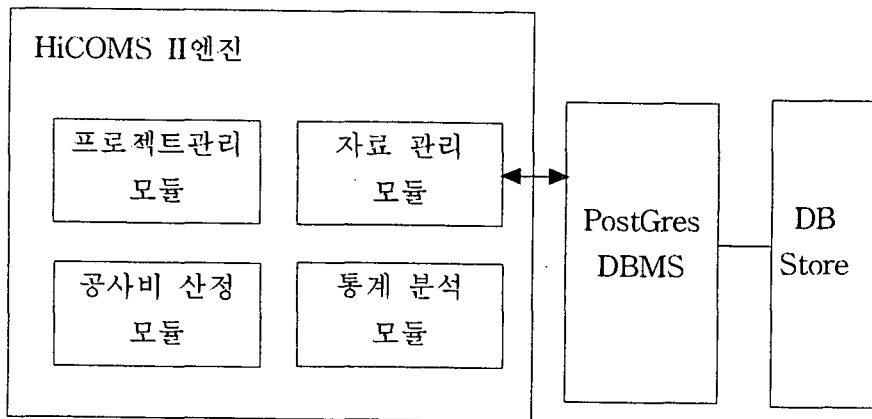 HiCOMS II엔진
프로젝트관리
모듈
자료 관리
모듈
공사비 산정
모듈
통계 분석
모듈
PostGres
DBMS
DB
Store